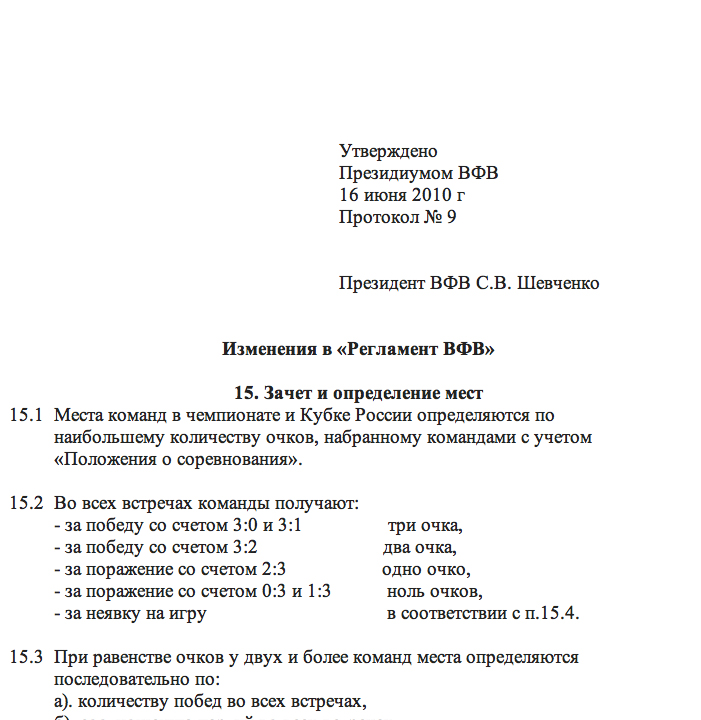 Утверждено
Президиумом ВФВ
16 июня 2010 г
Протокол № 9
Президент ВФВ С.В. Шевченко
Изменения в «Регламент ВФВ»
15. Зачет и определение мест
15.1 Места команд в чемпионате и Кубке России определяются по
наибольшему количеству очков, набранному командами с учетом
«Положения о соревнования».
15.2 Во всех встречах команды получают:
- за победу со счетом 3:0 и 3:1 три очка,
- за победу со счетом 3:2 два очка,
- за поражение со счетом 2:3 одно очко,
- за поражение со счетом 0:3 и 1:3 ноль очков,
- за неявку на игру в соответствии с п.15.4.
15.3 При равенстве очков у двух и более команд места определяются
последовательно по:
а). количеству побед во всех встречах,